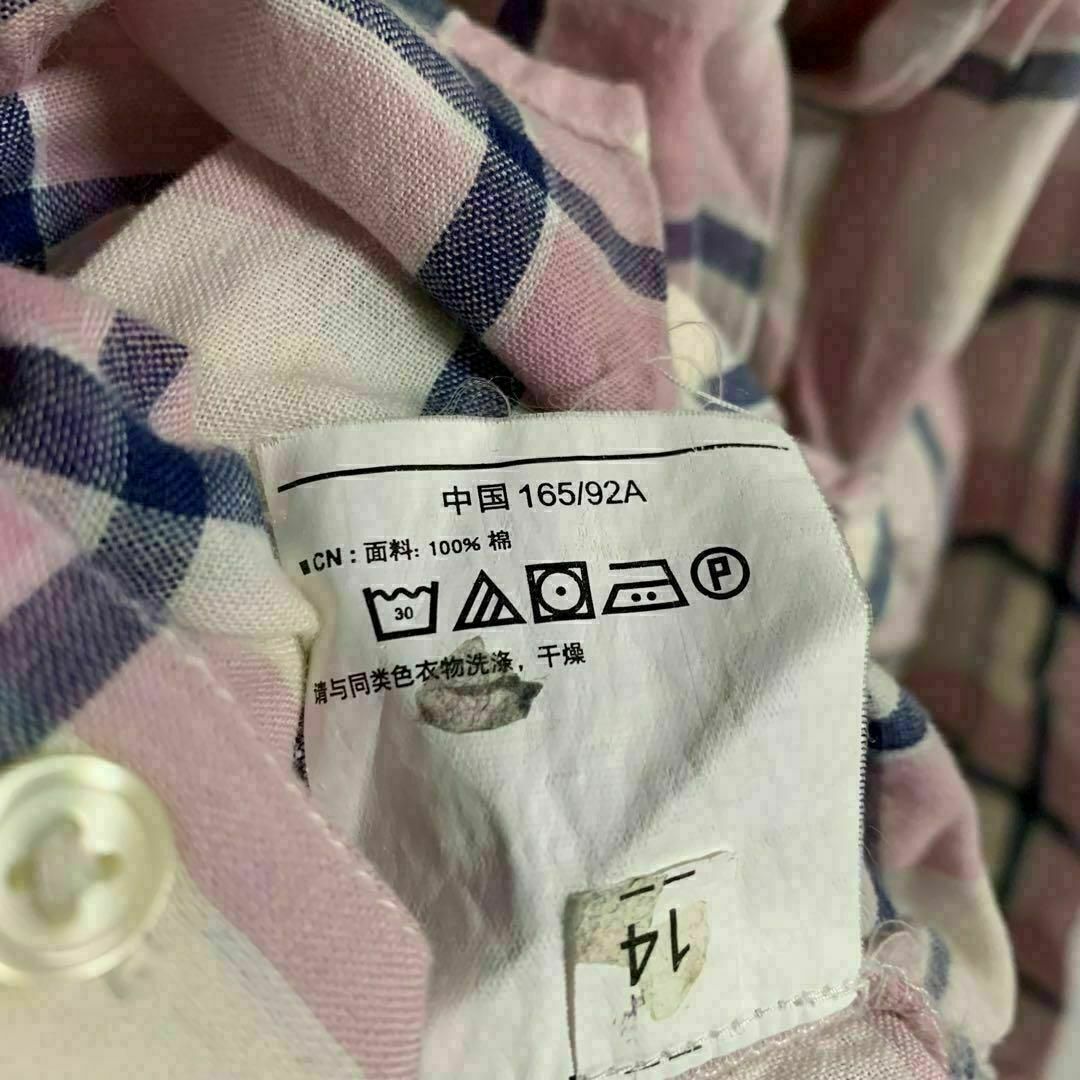 中国 165/92A
CN : 面料: 100% 棉
30
P
请与同类色衣物洗涤，干燥
14